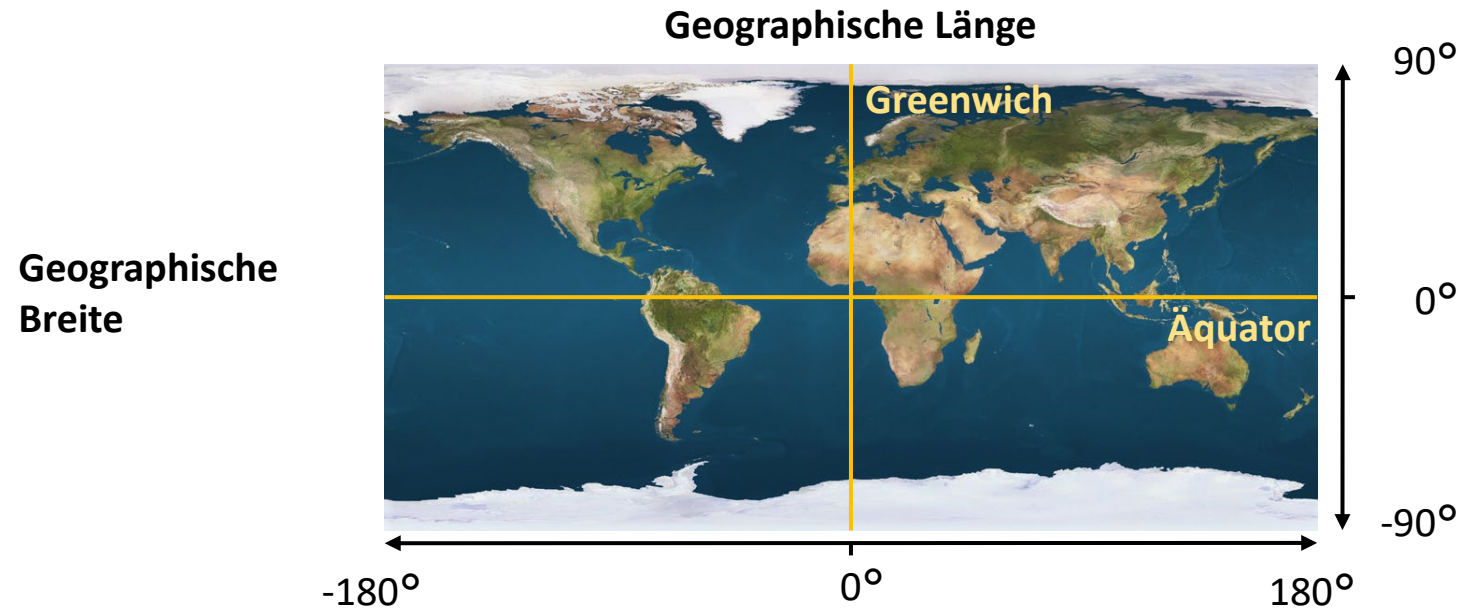 Geographische Länge
90°
Greenwich
Geographische
Breite
0°
Äquator
-90°
-180°
0°
180°